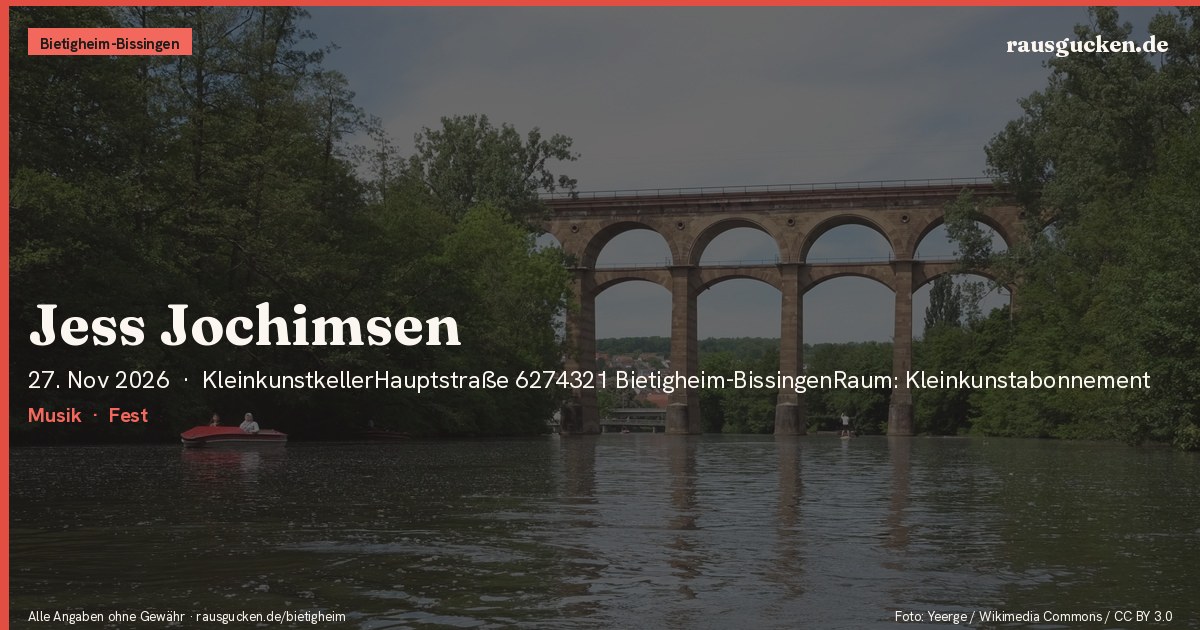 Bietigheim-Bissingen
rausgucken.de
Jess Jochimsen
27. Nov 2026 · KleinkunstkellerHauptstraße 6274321 Bietigheim-BissingenRaum: Kleinkunstabonnement
Musik · Fest
Alle Angaben ohne Gewähr · rausgucken.de/bietigheim
Foto: Yeerge / Wikimedia Commons / CC BY 3.0